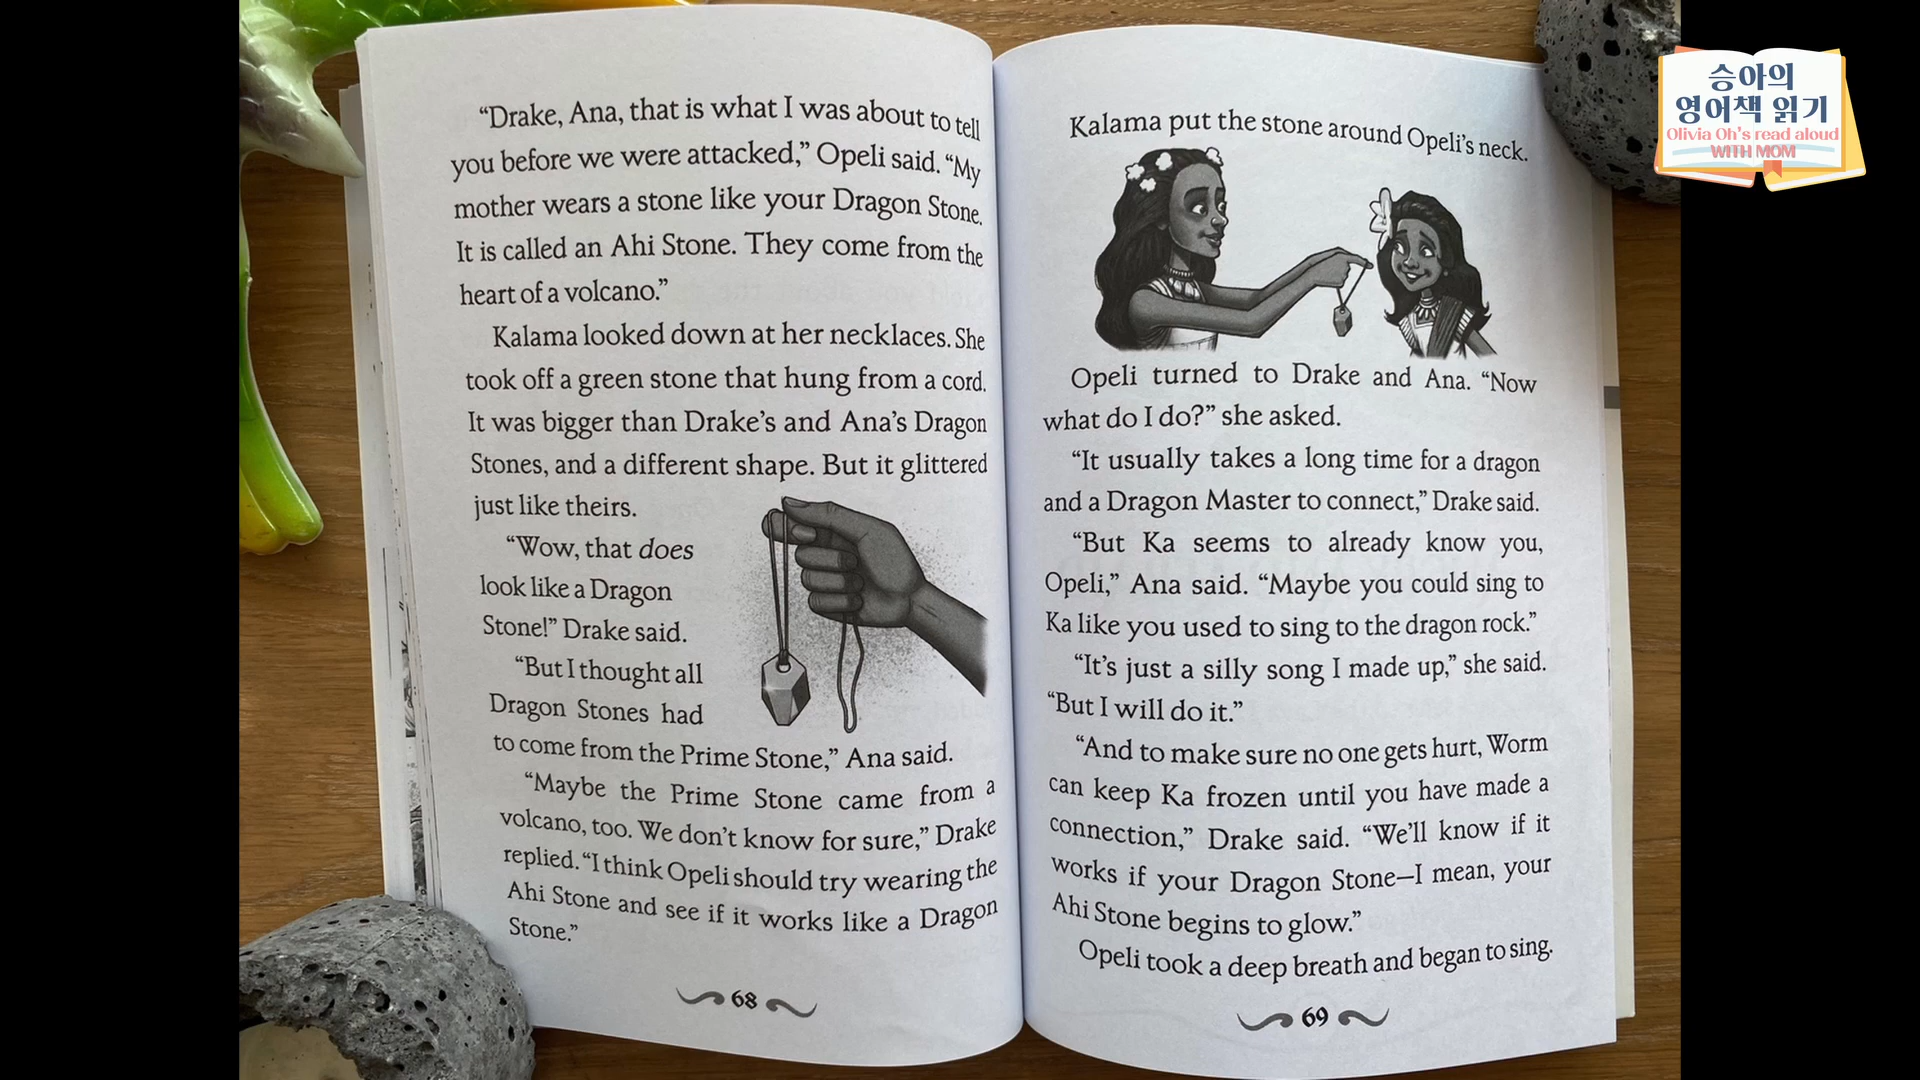 “Drake, Ana, that is what I was about to tell
you before we were attacked,” Opeli said. “My
mother wears a stone like your Dragon Stone.
It is called an Ahi Stone. They come from the
heart of a volcano.”
Kalama looked down at her necklaces. She
took off a green stone that hung from a cord.
It was bigger than Drake’s and Ana’s Dragon
Stones, and a different shape. But it glittered
just like theirs.
“Wow, that does
look like a Dragon
Stone!” Drake said.
“But I thought all
Dragon Stones had
to come from the Prime Stone,” Ana said.
“Maybe the Prime Stone came from a
volcano, too. We don’t know for sure,” Drake
replied. “I think Opeli should try wearing the
Ahi Stone and see if it works like a Dragon
Stone.”
68
Kalama put the stone around Opeli’s neck.
Opeli turned to Drake and Ana. “Now
what do I do?” she asked.
“It usually takes a long time for a dragon
and a Dragon Master to connect,” Drake said.
“But Ka seems to already know you,
Opeli,” Ana said. “Maybe you could sing to
Ka like you used to sing to the dragon rock.”
“It’s just a silly song I made up,” she said.
“But I will do it.”
“And to make sure no one gets hurt, Worm
can keep Ka frozen until you have made a
connection,” Drake said. “We’ll know if it
works if your Dragon Stone—I mean, your
Ahi Stone begins to glow.”
Opeli took a deep breath and began to sing.
69
승아의
영어책 읽기
Olivia Oh's read aloud
WITH MOM